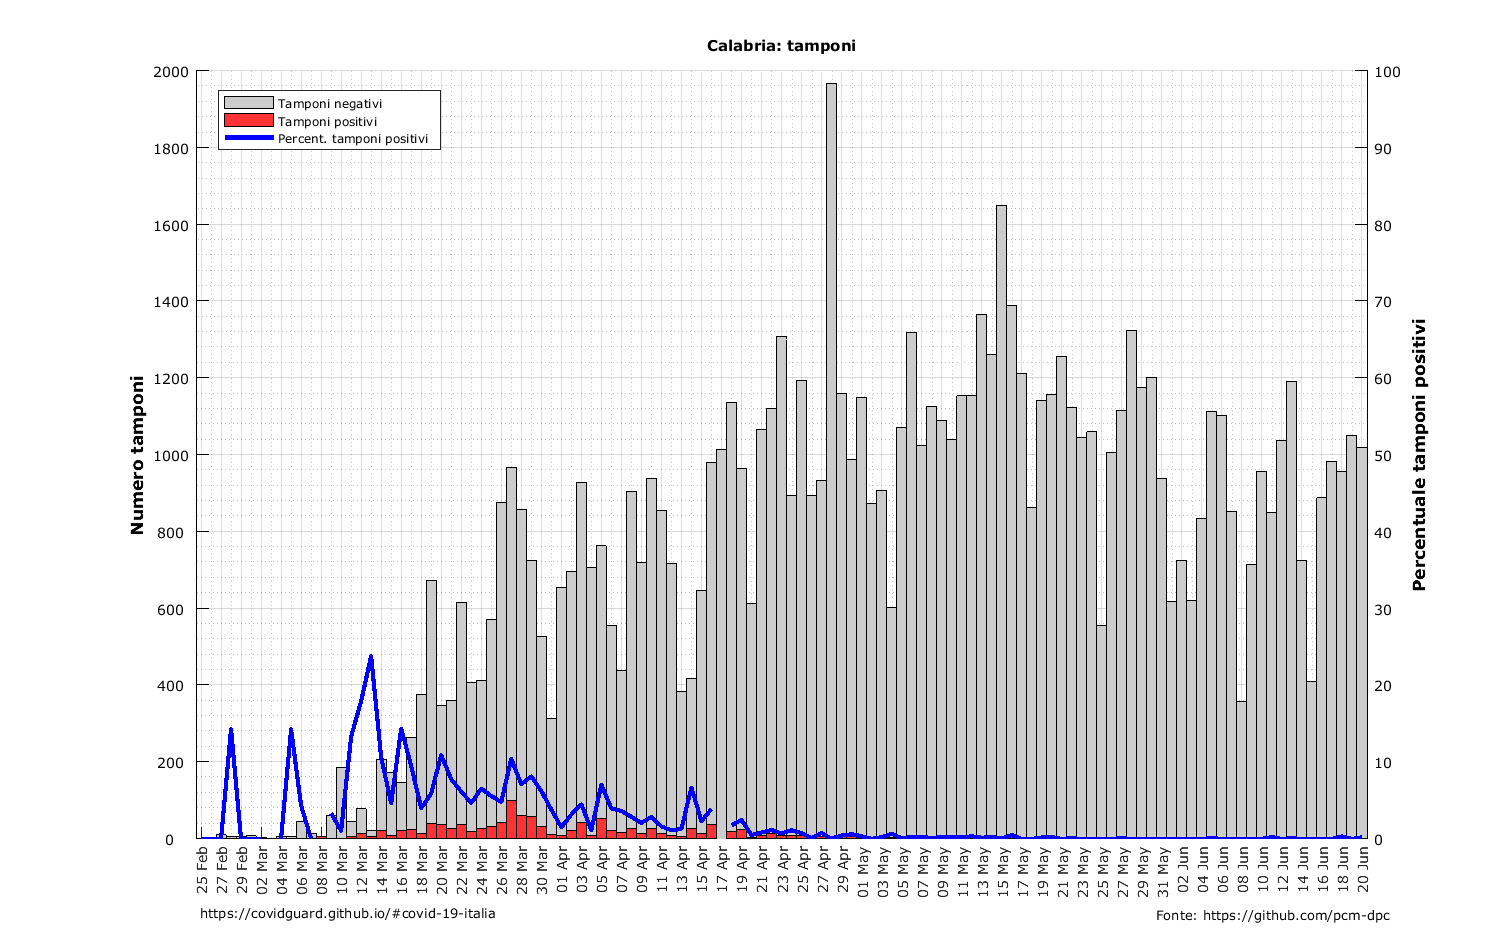 Calabria: tamponi
Tamponi negativi
Tamponi positivi
Percent. tamponi positivi
Numero tamponi
2000
1800
1600
1400
1200
1000
800
600
400
200
0
100
90
80
70
60
50
40
30
20
10
0
Percentuale tamponi positivi
25 Feb
27 Feb
29 Feb
02 Mar
04 Mar
06 Mar
08 Mar
10 Mar
12 Mar
14 Mar
16 Mar
18 Mar
20 Mar
22 Mar
24 Mar
26 Mar
28 Mar
30 Mar
01 Apr
03 Apr
05 Apr
07 Apr
09 Apr
11 Apr
13 Apr
15 Apr
17 Apr
19 Apr
21 Apr
23 Apr
25 Apr
27 Apr
29 Apr
01 May
03 May
05 May
07 May
09 May
11 May
13 May
15 May
17 May
19 May
21 May
23 May
25 May
27 May
29 May
31 May
02 Jun
04 Jun
06 Jun
08 Jun
10 Jun
12 Jun
14 Jun
16 Jun
18 Jun
20 Jun
https://covidguard.github.io/#covid-19-italia
Fonte: https://github.com/pcm-dpc